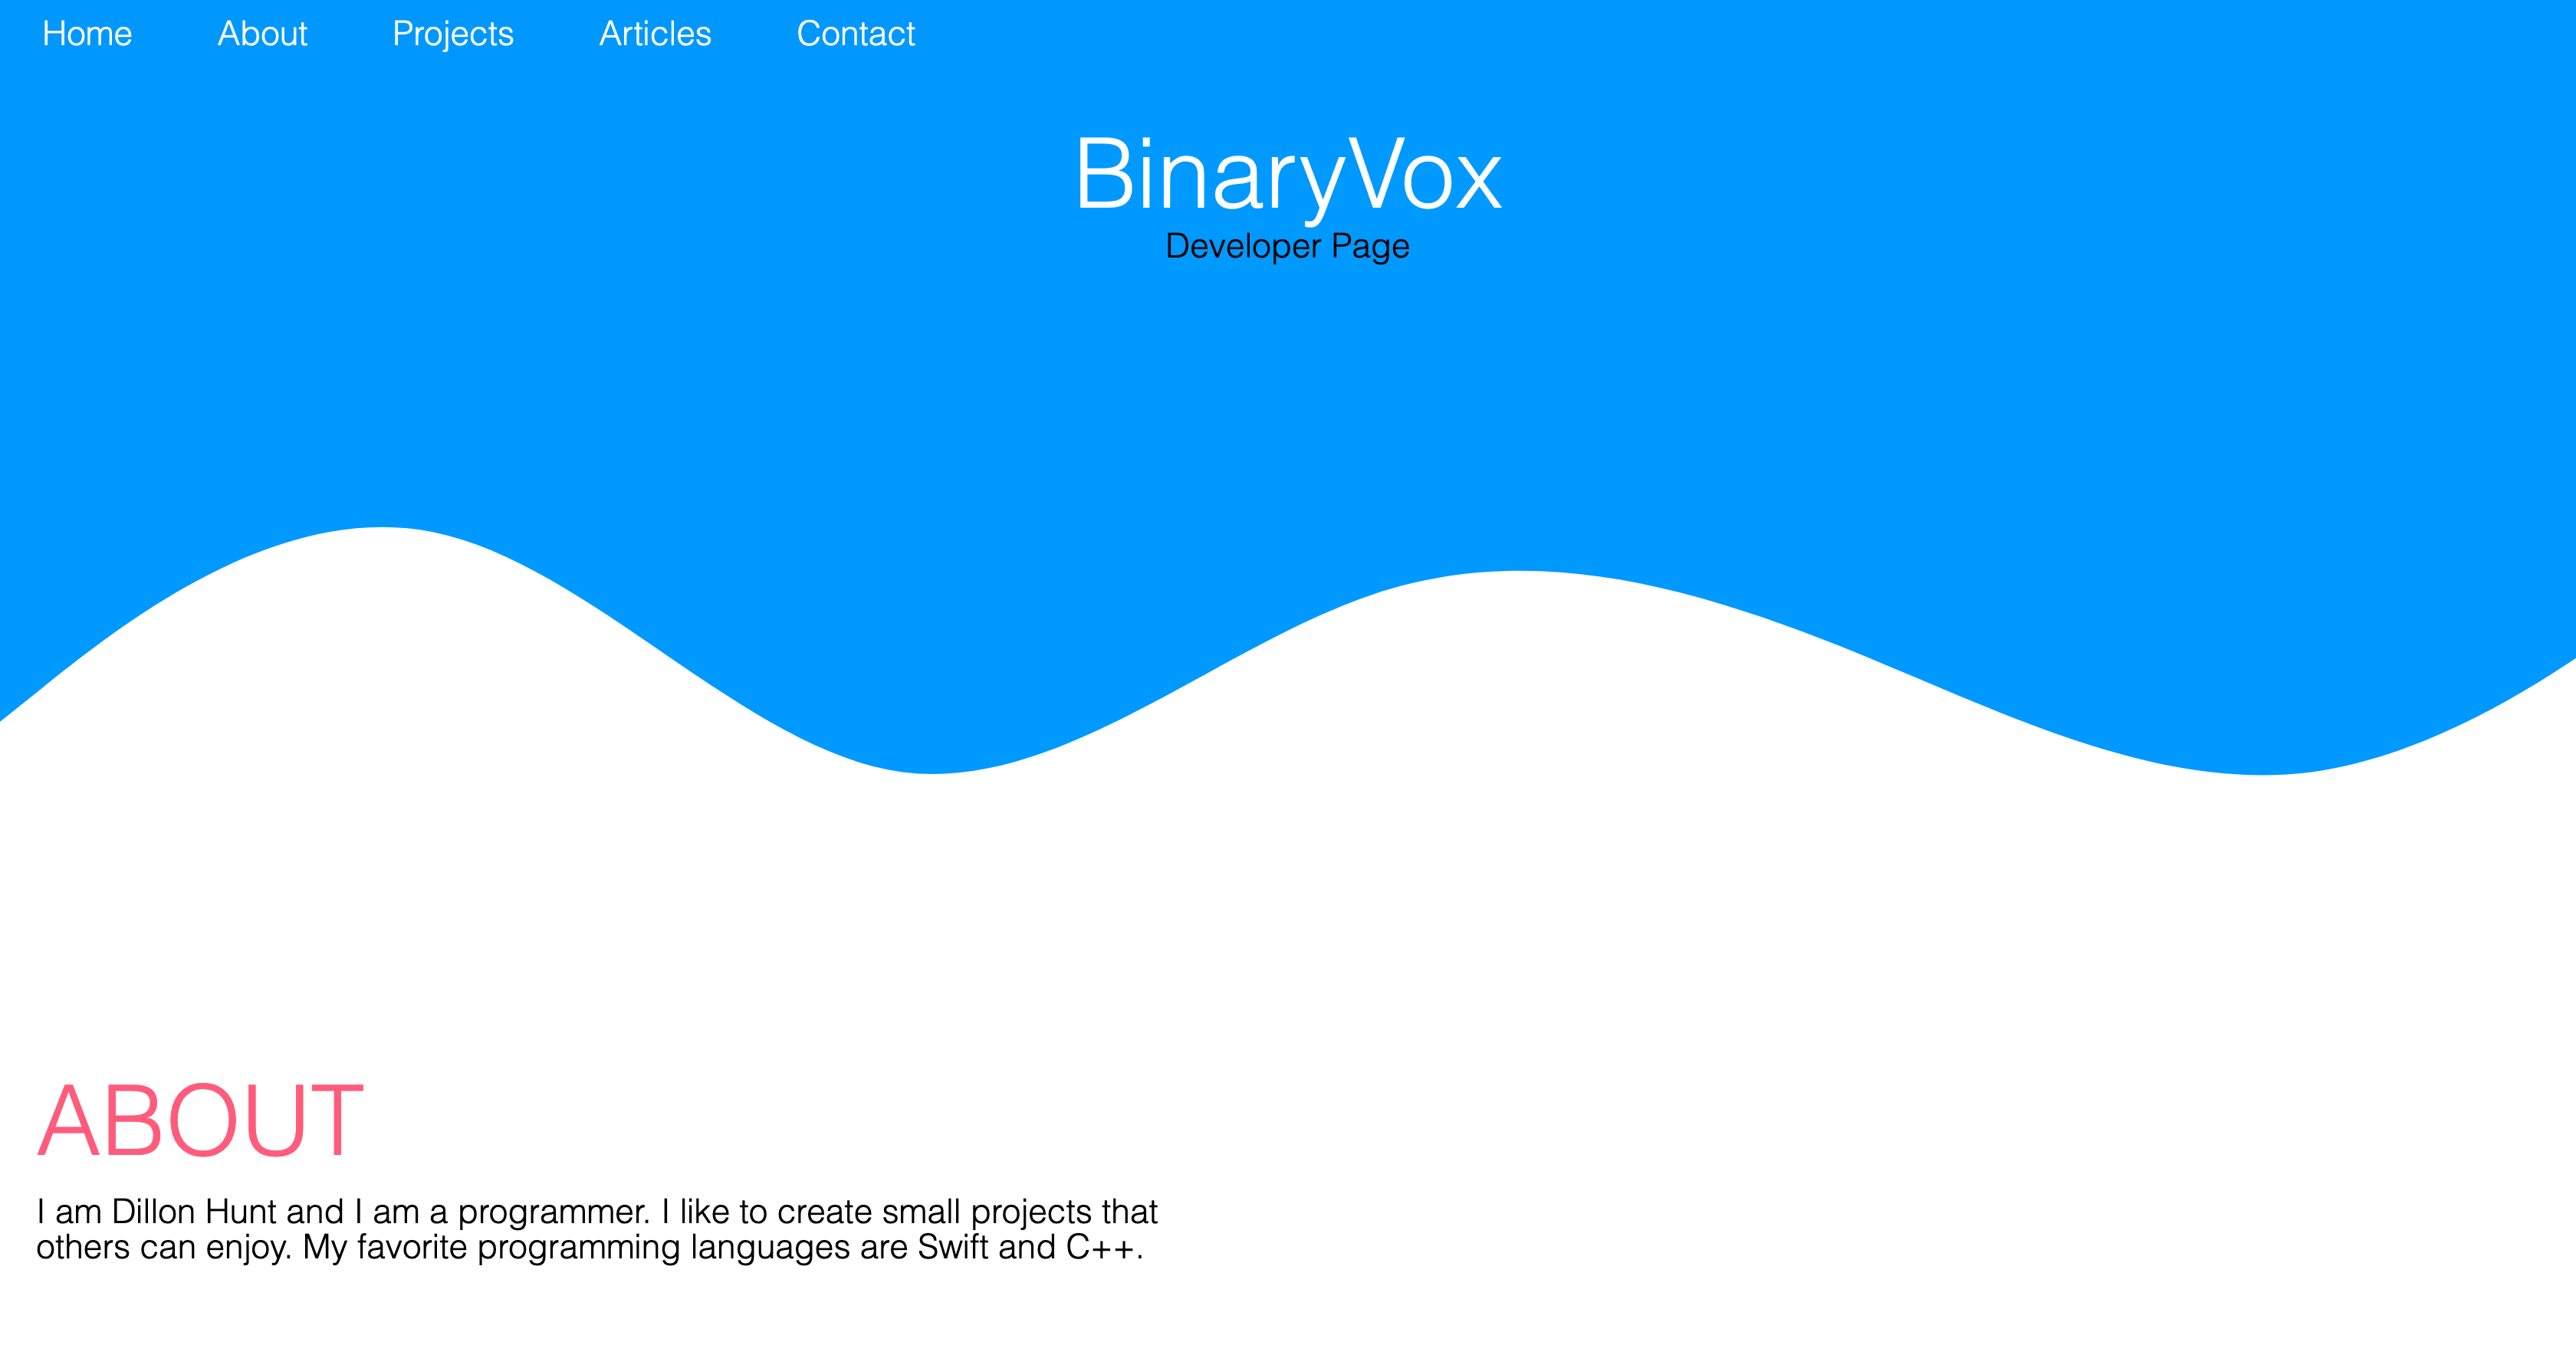 Home About Projects Articles Contact
BinaryVox
Developer Page
ABOUT
I am Dillon Hunt and I am a programmer. I like to create small projects that
others can enjoy. My favorite programming languages are Swift and C++.